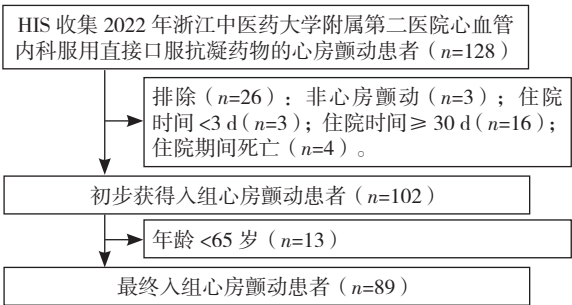 HIS 收集 2022 年浙江中医药大学附属第二医院心血管
内科服用直接口服抗凝药物的心房颤动患者（n=128）
排除（n=26）：非心房颤动（n=3）；住院
时间 <3 d（n=3）；住院时间≥ 30 d（n=16）；
住院期间死亡（n=4）。
初步获得入组心房颤动患者（n=102）
年龄 <65 岁（n=13）
最终入组心房颤动患者（n=89）